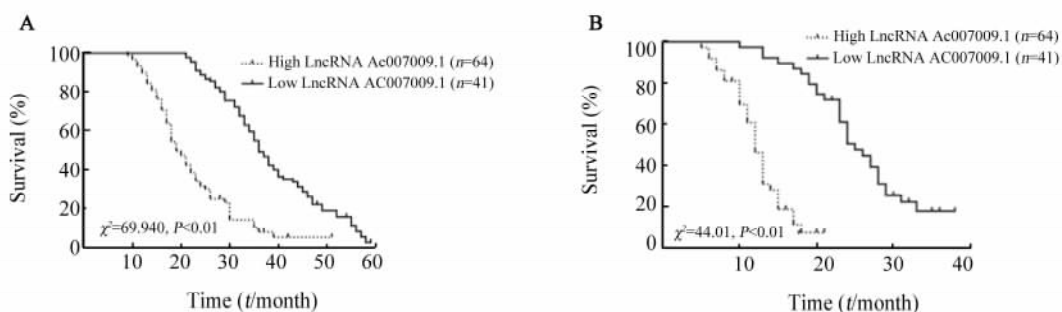 A
Survival (%)
100
80
60
40
20
0
High LncRNA Ac007009.1 (n=64)
Low LncRNA AC007009.1 (n=41)
χ²=69.940, P<0.01
10 20 30 40 50 60
Time (t/month)
B
Survival (%)
100
80
60
40
20
0
High LncRNA Ac007009.1 (n=64)
Low LncRNA AC007009.1 (n=41)
χ²=44.01, P<0.01
10 20 30 40
Time (t/month)